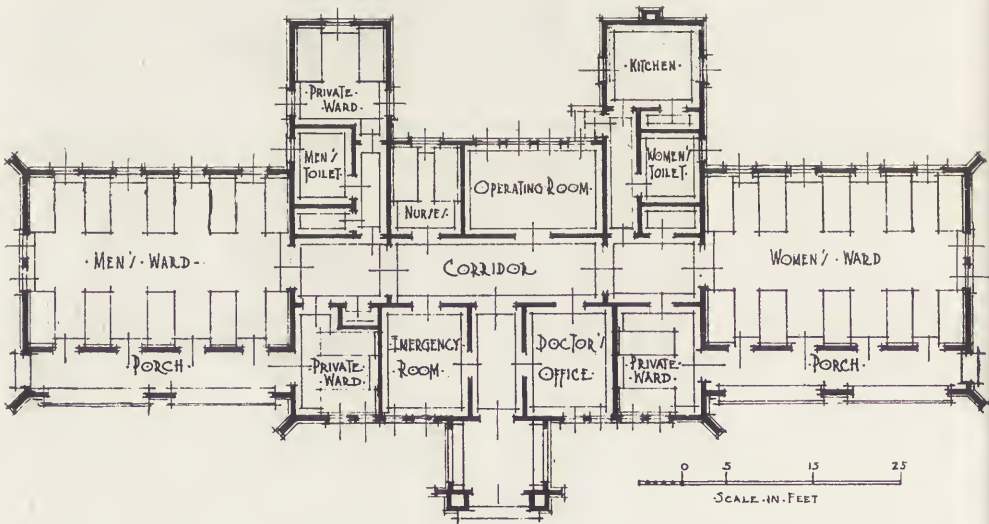 ·KITCHEN·
·PRIVATE·
·WARD·
MEN'S
TOILET·
WOMEN'S
TOILET·
OPERATING·ROOM·
NURSES·
·MEN'S·WARD·
CORRIDOR
WOMEN'S·WARD
·PORCH·
·PRIVATE·
WARD·
EMERGENCY
·ROOM·
DOCTOR'S
·OFFICE·
PRIVATE
·WARD·
·PORCH·
0 5 15 25
SCALE·IN·FEET